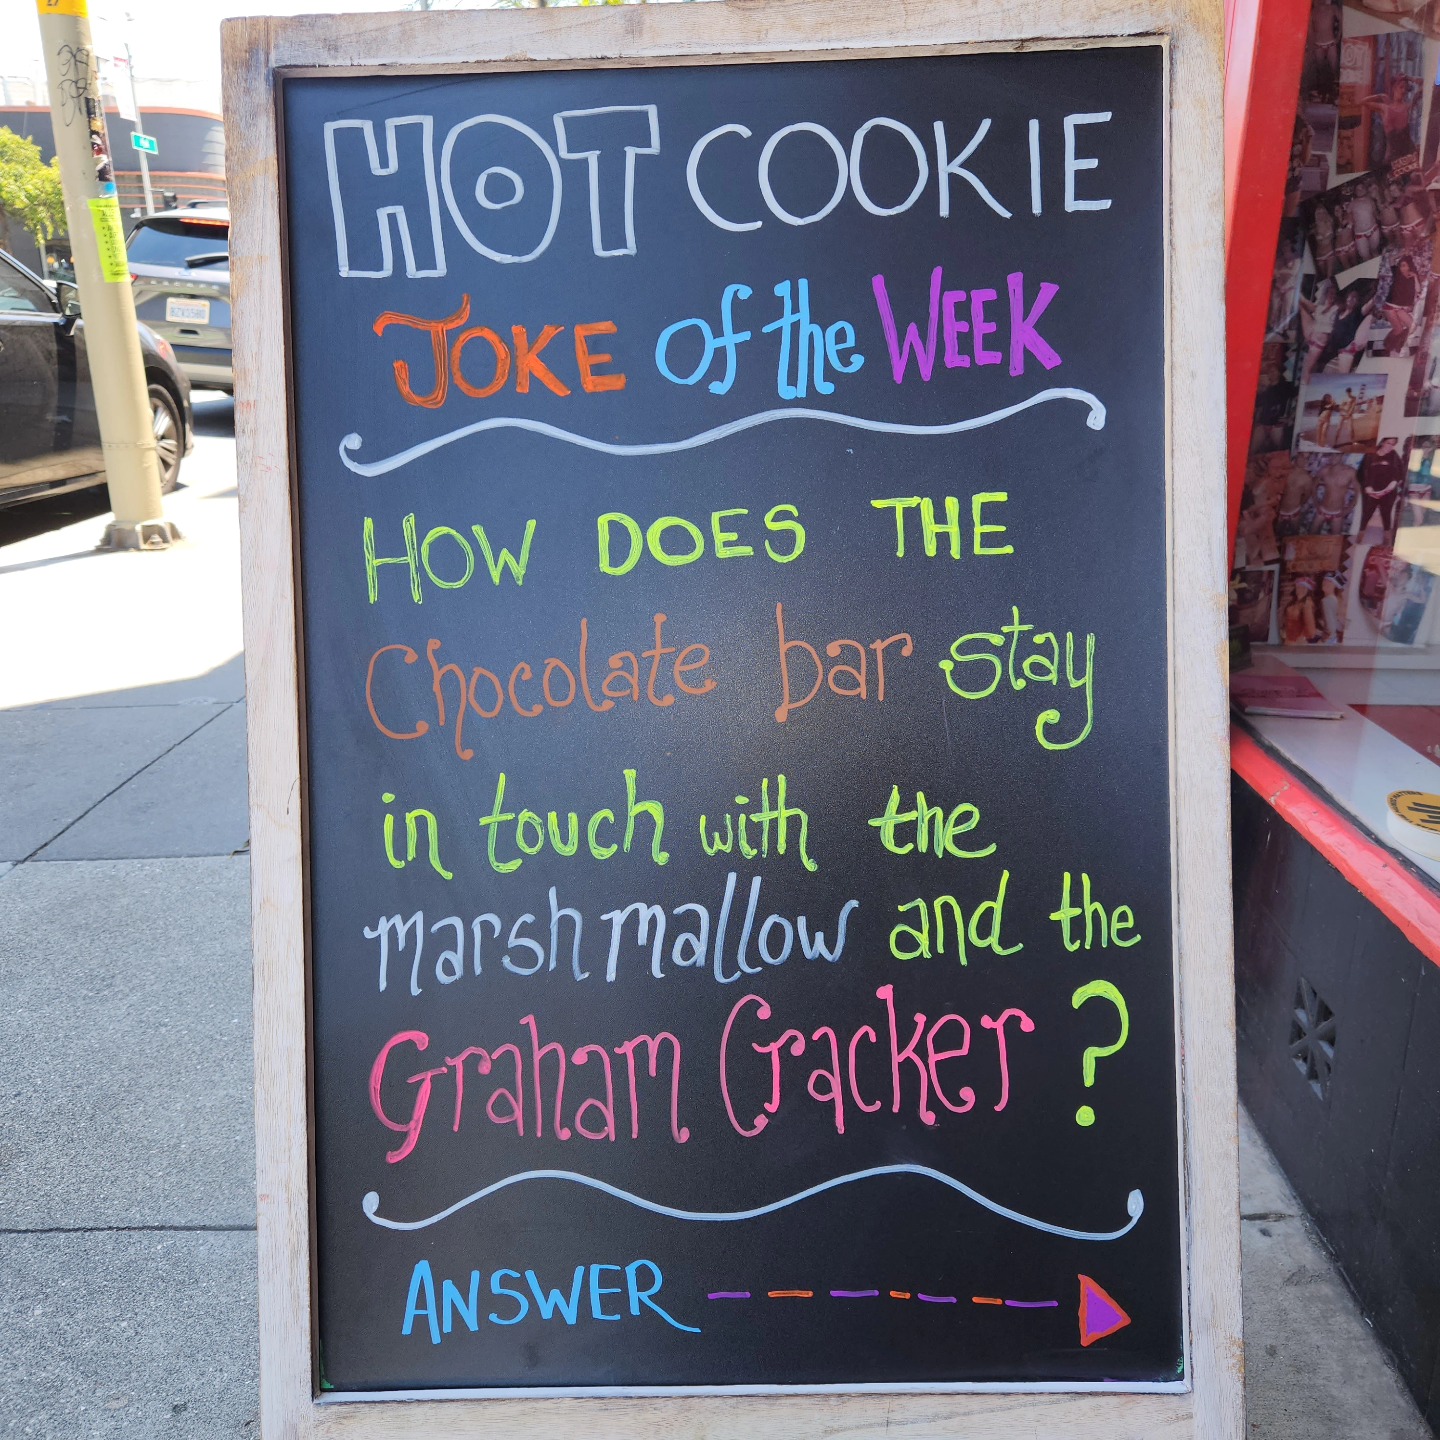 HOT COOKIE
JOKE of the WEEK
HOW DOES THE
Chocolate bar stay
in touch with the
marshmallow and the
Graham Cracker ?
ANSWER
27